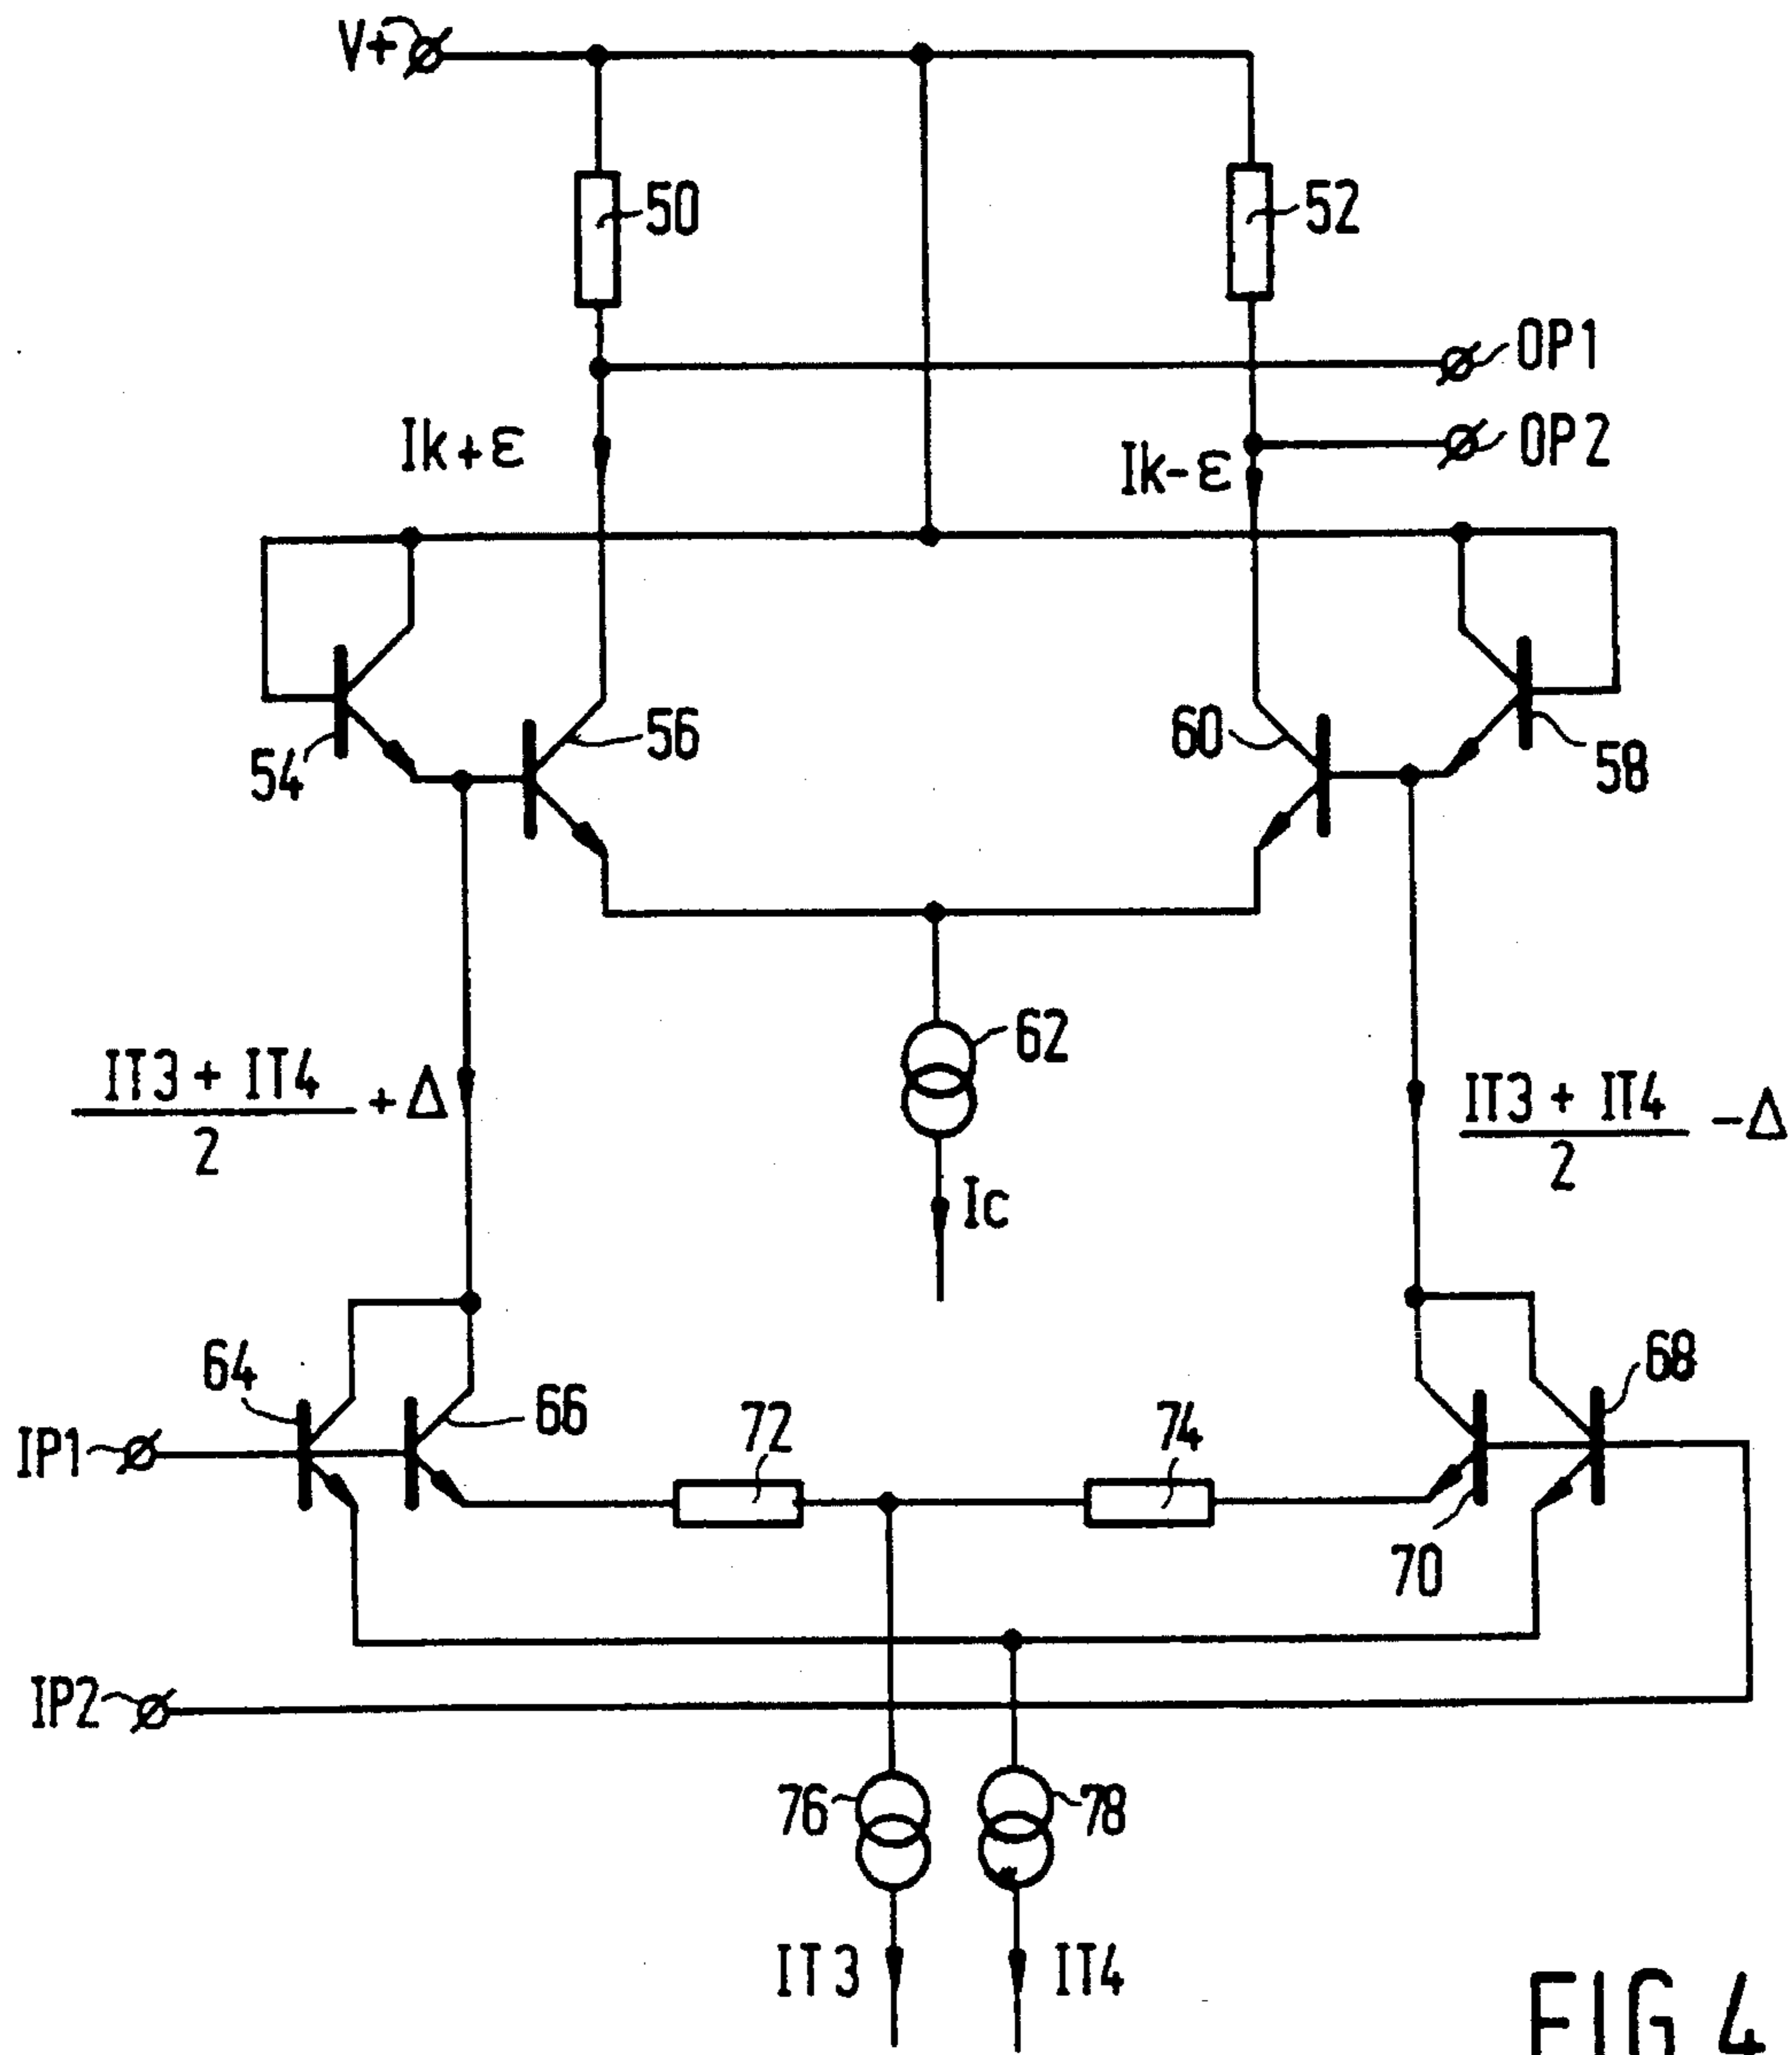 V+
50
52
OP1
OP2
Ik+ε
Ik-ε
54
56
60
58
62
IT3 + IT4
2
+Δ
IT3 + IT4
2
-Δ
Ic
64
66
72
74
68
IP1
70
IP2
76
78
IT3
IT4
FIG.4